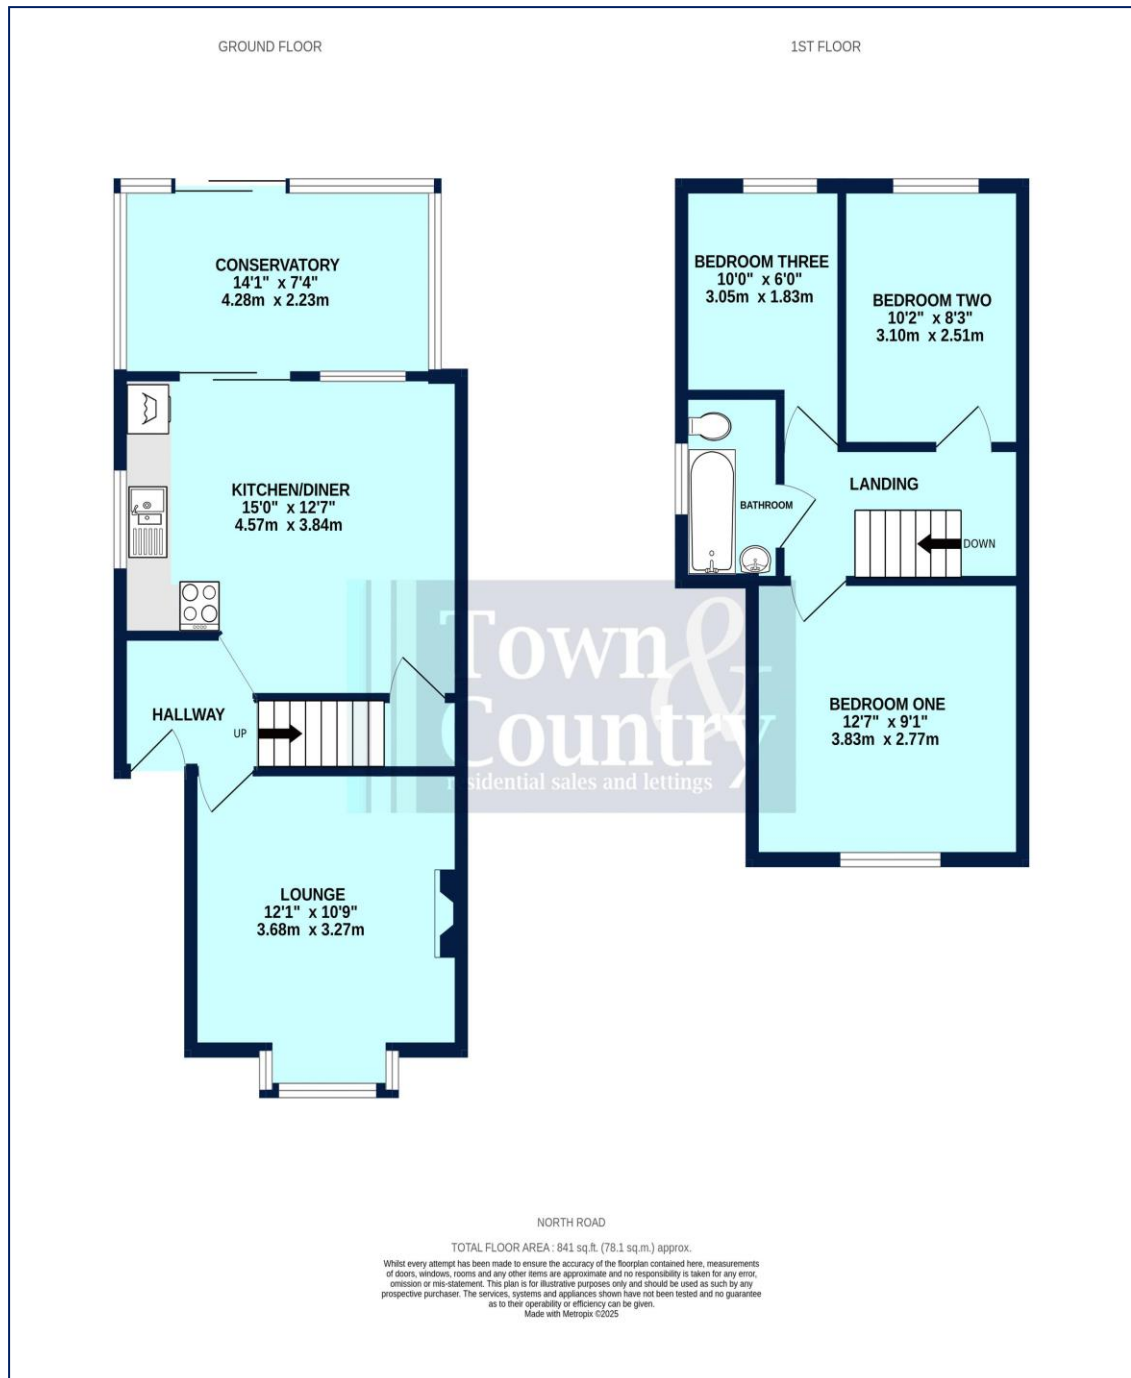 GROUND FLOOR
1ST FLOOR
CONSERVATORY
14'1" x 7'4"
4.28m x 2.23m
KITCHEN/DINER
15'0" x 12'7"
4.57m x 3.84m
HALLWAY
UP
LOUNGE
12'1" x 10'9"
3.68m x 3.27m
BEDROOM THREE
10'0" x 6'0"
3.05m x 1.83m
BEDROOM TWO
10'2" x 8'3"
3.10m x 2.51m
BATHROOM
LANDING
DOWN
BEDROOM ONE
12'7" x 9'1"
3.83m x 2.77m
Town &
Country
residential sales and lettings
NORTH ROAD
TOTAL FLOOR AREA : 841 sq.ft. (78.1 sq.m.) approx.
Whilst every attempt has been made to ensure the accuracy of the floorplan contained here, measurements
of doors, windows, rooms and any other items are approximate and no responsibility is taken for any error,
omission or mis-statement. This plan is for illustrative purposes only and should be used as such by any
prospective purchaser. The services, systems and appliances shown have not been tested and no guarantee
as to their operability or efficiency can be given.
Made with Metropix ©2025